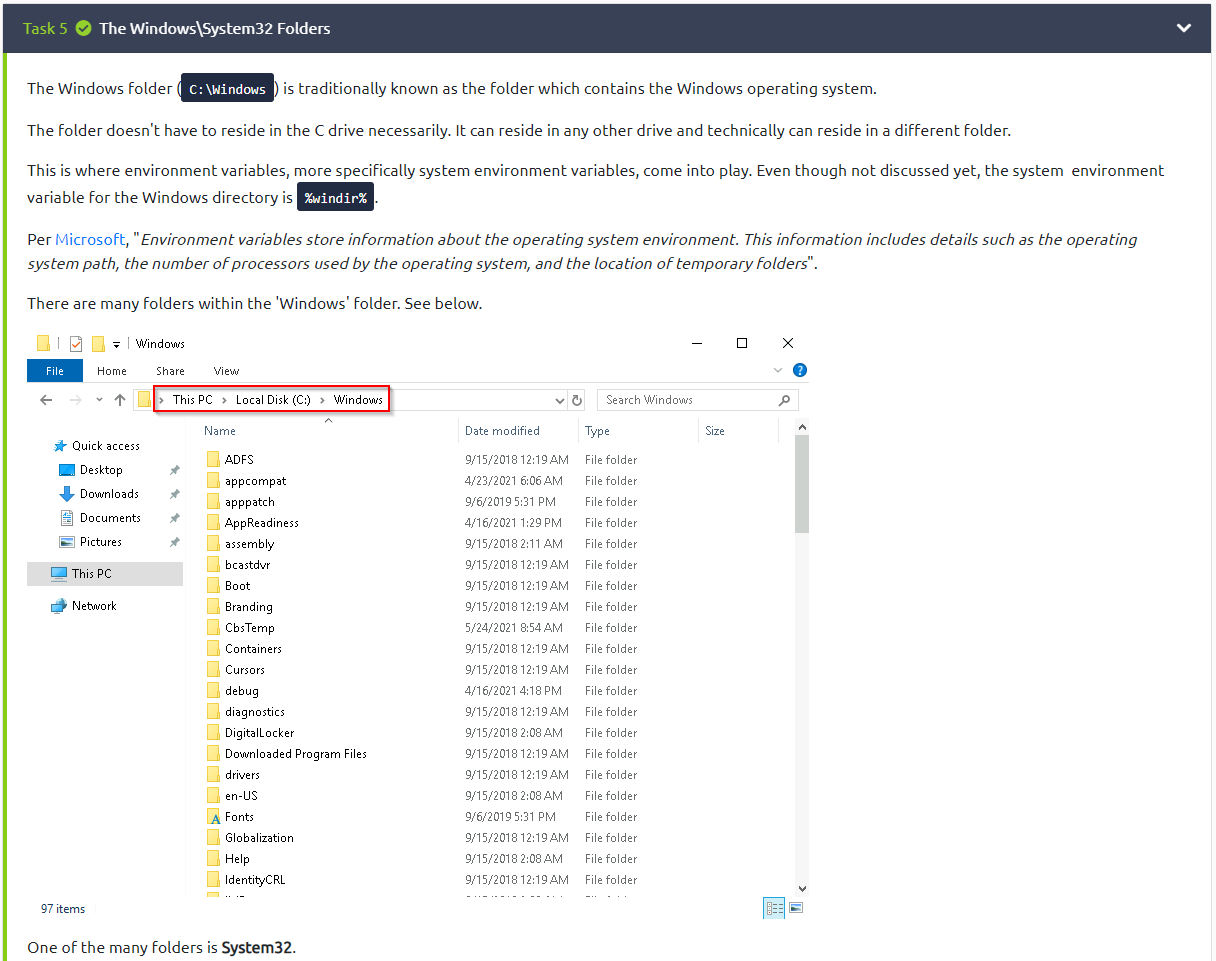 Task 5 The Windows\System32 Folders
The Windows folder (C:\Windows) is traditionally known as the folder which contains the Windows operating system.
The folder doesn't have to reside in the C drive necessarily. It can reside in any other drive and technically can reside in a different folder.
This is where environment variables, more specifically system environment variables, come into play. Even though not discussed yet, the system environment
variable for the Windows directory is %windir%.
Per Microsoft, "Environment variables store information about the operating system environment. This information includes details such as the operating
system path, the number of processors used by the operating system, and the location of temporary folders".
There are many folders within the 'Windows' folder. See below.
Windows
File Home Share View
This PC Local Disk (C:) Windows Search Windows
Name Date modified Type Size
Quick access
Desktop
Downloads
Documents
Pictures
This PC
Network
ADFS 9/15/2018 12:19 AM File folder
appcompat 4/23/2021 6:06 AM File folder
apppatch 9/6/2019 5:31 PM File folder
AppReadiness 4/16/2021 1:29 PM File folder
assembly 9/15/2018 2:11 AM File folder
bcastdvr 9/15/2018 12:19 AM File folder
Boot 9/15/2018 12:19 AM File folder
Branding 9/15/2018 12:19 AM File folder
CbsTemp 5/24/2021 8:54 AM File folder
Containers 9/15/2018 12:19 AM File folder
Cursors 9/15/2018 12:19 AM File folder
debug 4/16/2021 4:18 PM File folder
diagnostics 9/15/2018 12:19 AM File folder
DigitalLocker 9/15/2018 2:08 AM File folder
Downloaded Program Files 9/15/2018 12:19 AM File folder
drivers 9/15/2018 12:19 AM File folder
en-US 9/15/2018 2:08 AM File folder
Fonts 9/6/2019 5:31 PM File folder
Globalization 9/15/2018 12:19 AM File folder
Help 9/15/2018 2:08 AM File folder
IdentityCRL 9/15/2018 12:19 AM File folder
97 items
One of the many folders is System32.